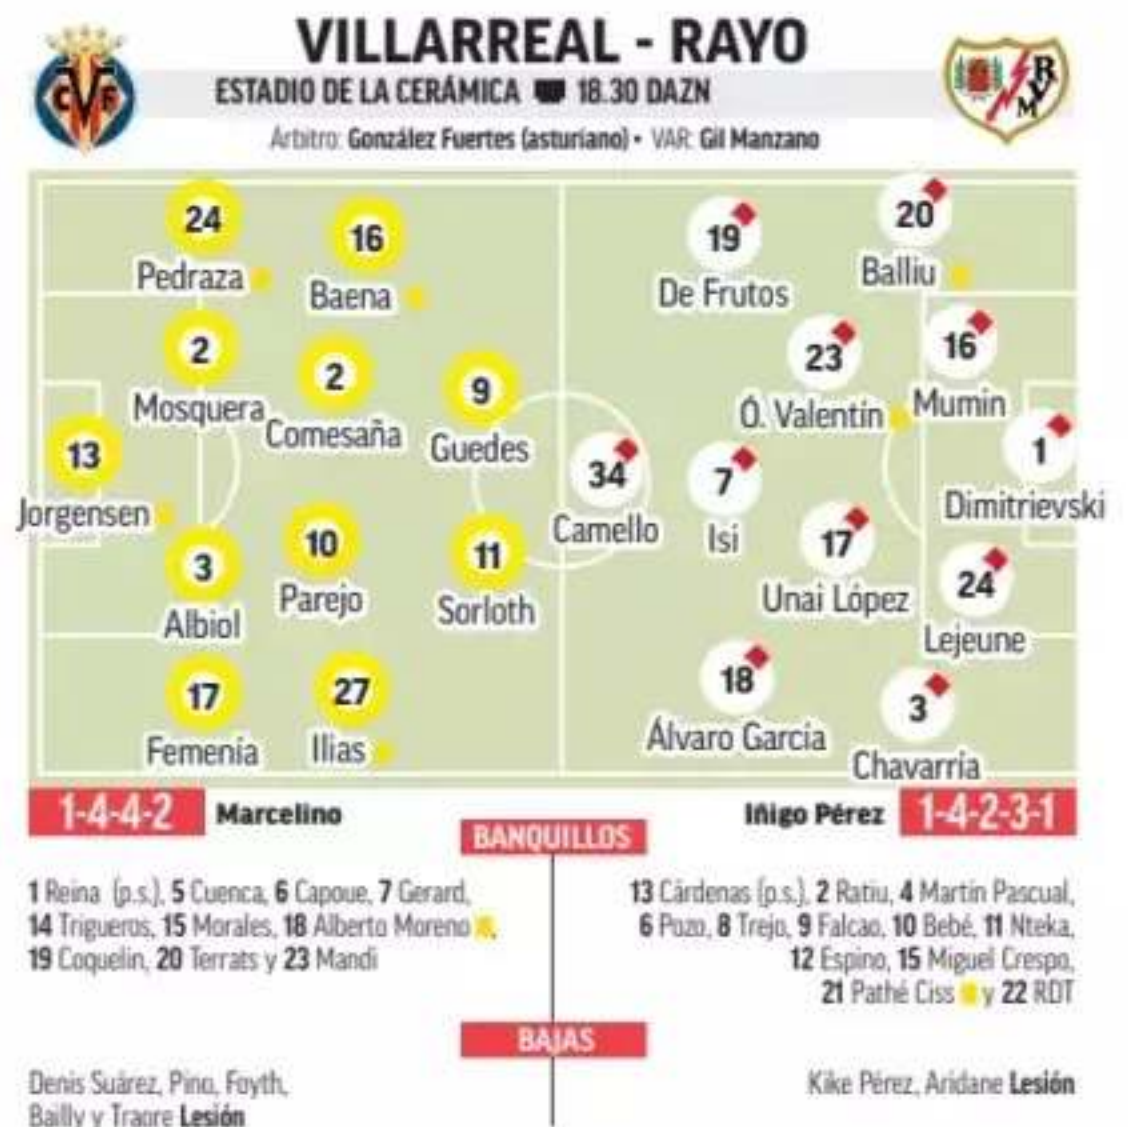 VILLARREAL - RAYO
ESTADIO DE LA CERÁMICA 18.30 DAZN
Árbitro: González Fuertes (asturiano) • VAR: Gil Manzano
CVF
24
Pedraza
16
Baena
2
Mosquera
2
Comesaña
9
Guedes
13
Jorgensen
3
Albiol
10
Parejo
11
Sorloth
17
Femenía
27
Ilias
19
De Frutos
20
Balliu
23
Ó. Valentín
16
Mumin
34
Camello
7
Isi
1
Dimitrievski
17
Unai López
24
Lejeune
18
Álvaro García
3
Chavarría
1-4-4-2 Marcelino
Iñigo Pérez 1-4-2-3-1
BANQUILLOS
1 Reina (p.s.), 5 Cuenca, 6 Capoue, 7 Gerard,
14 Trigueros, 15 Morales, 18 Alberto Moreno,
19 Coquelin, 20 Terrats y 23 Mandi
13 Cárdenas (p.s.), 2 Ratiu, 4 Martín Pascual,
6 Pozo, 8 Trejo, 9 Falcao, 10 Bebé, 11 Nteka,
12 Espino, 15 Miguel Crespo,
21 Pathé Ciss y 22 RDT
BAJAS
Denis Suárez, Pino, Foyth,
Bailly y Traore Lesión
Kike Pérez, Aridane Lesión